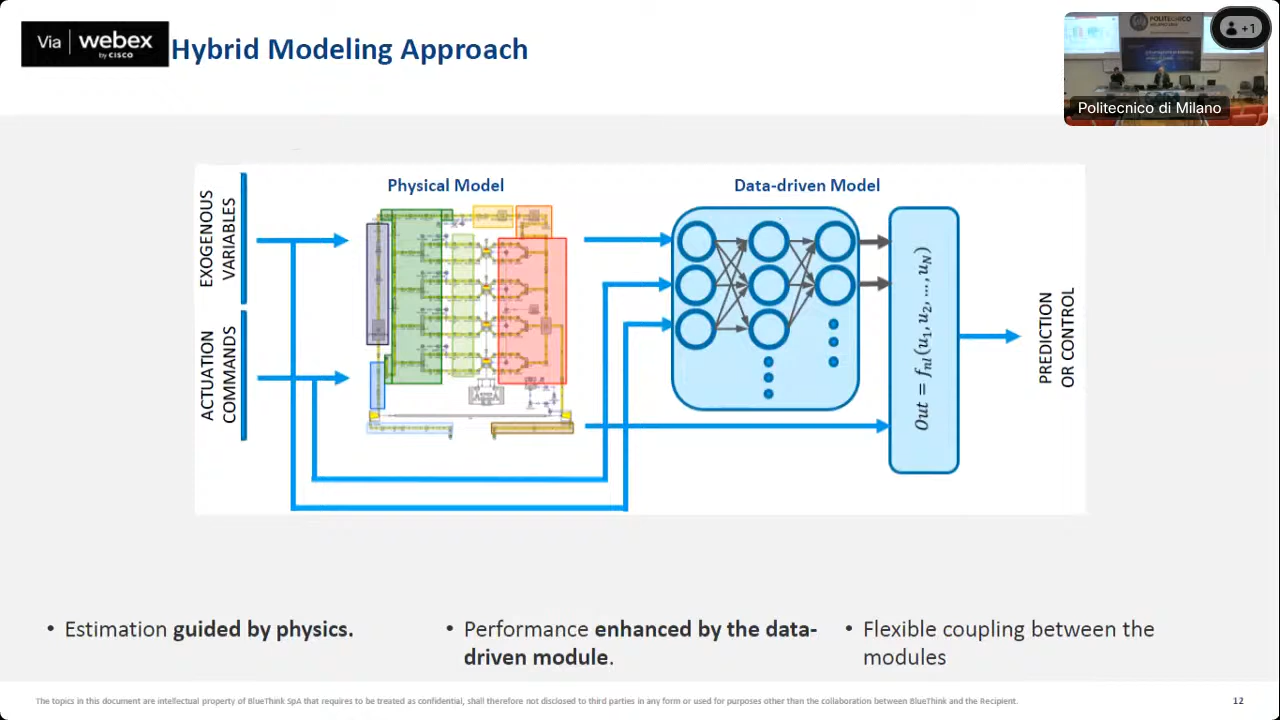 Via webex
by CISCO
Hybrid Modeling Approach
+1
POLITECNICO
Politecnico di Milano
EXOGENOUS
VARIABLES
ACTUATION
COMMANDS
Physical Model
Data-driven Model
Out = f_nl(u_1, u_2, ..., u_N)
PREDICTION
OR CONTROL
• Estimation guided by physics.
• Performance enhanced by the data-
driven module.
• Flexible coupling between the
modules
The topics in this document are intellectual property of BlueThink SpA that requires to be treated as confidential, shall therefore not disclosed to third parties in any form or used for purposes other than the collaboration between BlueThink and the Recipient.
12